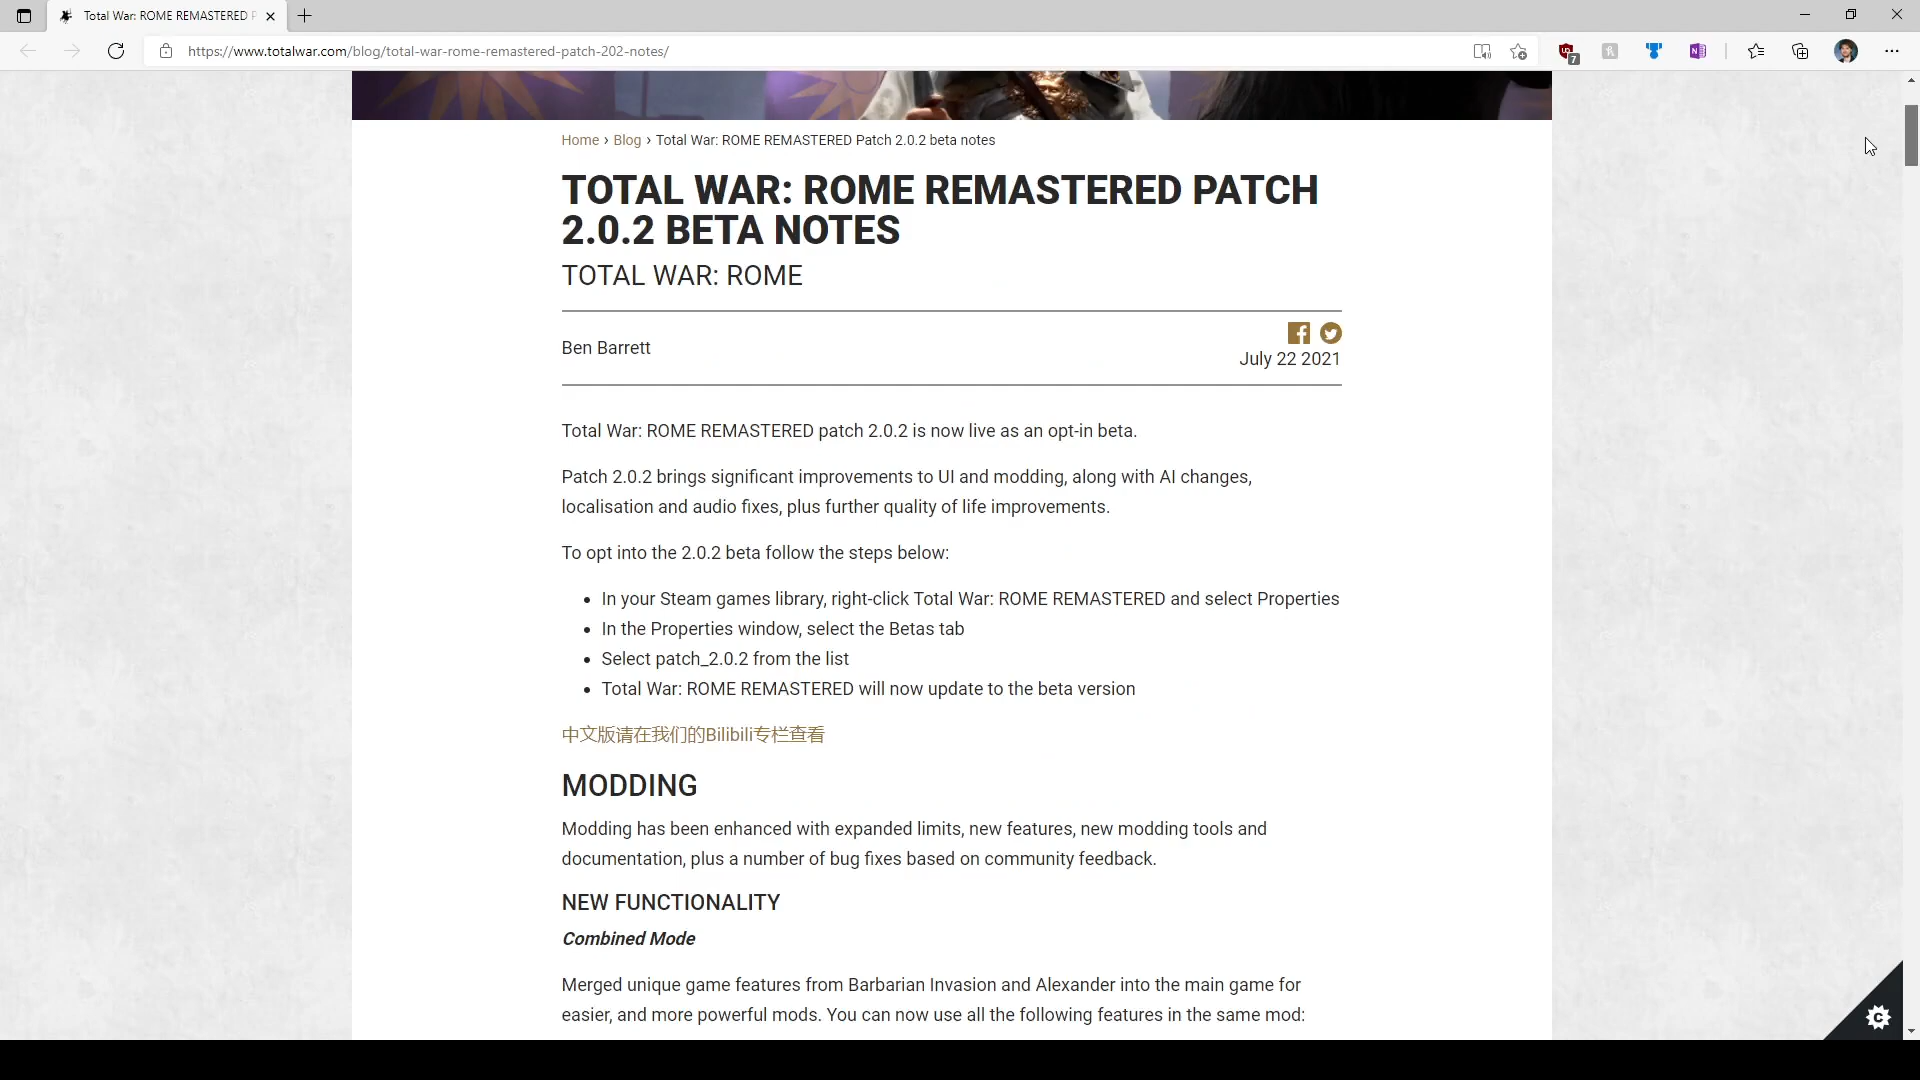 Total War: ROME REMASTERED P
https://www.totalwar.com/blog/total-war-rome-remastered-patch-202-notes/
7
Home › Blog › Total War: ROME REMASTERED Patch 2.0.2 beta notes
TOTAL WAR: ROME REMASTERED PATCH
2.0.2 BETA NOTES
TOTAL WAR: ROME
Ben Barrett
July 22 2021
Total War: ROME REMASTERED patch 2.0.2 is now live as an opt-in beta.
Patch 2.0.2 brings significant improvements to UI and modding, along with AI changes,
localisation and audio fixes, plus further quality of life improvements.
To opt into the 2.0.2 beta follow the steps below:
• In your Steam games library, right-click Total War: ROME REMASTERED and select Properties
• In the Properties window, select the Betas tab
• Select patch_2.0.2 from the list
• Total War: ROME REMASTERED will now update to the beta version
中文版请在我们的Bilibili专栏查看
MODDING
Modding has been enhanced with expanded limits, new features, new modding tools and
documentation, plus a number of bug fixes based on community feedback.
NEW FUNCTIONALITY
Combined Mode
Merged unique game features from Barbarian Invasion and Alexander into the main game for
easier, and more powerful mods. You can now use all the following features in the same mod: